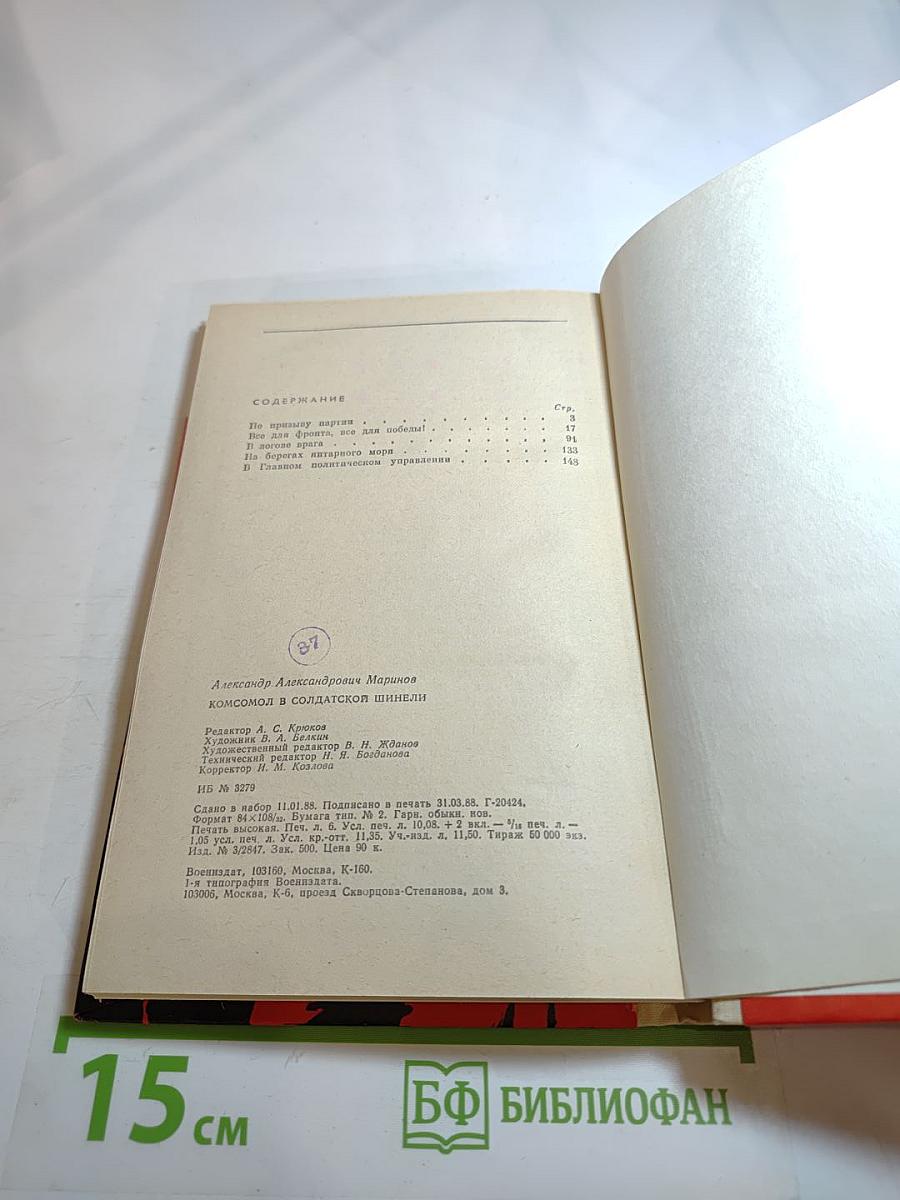 СОДЕРЖАНИЕ
Стр.
По призыву партии . . . . . . . . . . 3
Все для фронта, все для победы! . . . . . . . 17
В логове врага . . . . . . . . . . . 91
На берегах янтарного моря . . . . . . . . 133
В Главном политическом управлении . . . . . 148
37
Александр Александрович Маринов
КОМСОМОЛ В СОЛДАТСКОЙ ШИНЕЛИ
Редактор А. С. Крюков
Художник В. А. Белкин
Художественный редактор В. Н. Жданов
Технический редактор Н. Я. Богданова
Корректор И. М. Козлова
ИБ № 3279
Сдано в набор 11.01.88. Подписано в печать 31.03.88. Г-20424.
Формат 84×108/32. Бумага тип. № 2. Гарн. обыкн. нов.
Печать высокая. Печ. л. 6. Усл. печ. л. 10,08. + 2 вкл. — 5/16 печ. л. —
1,05 усл. печ. л. Усл. кр.-отт. 11,35. Уч.-изд. л. 11,50. Тираж 50 000 экз.
Изд. № 3/2847. Зак. 500. Цена 90 к.
Воениздат, 103160, Москва, К-160.
1-я типография Воениздата.
103006, Москва, К-6, проезд Скворцова-Степанова, дом 3.
15 см
БФ БИБЛИОФАН